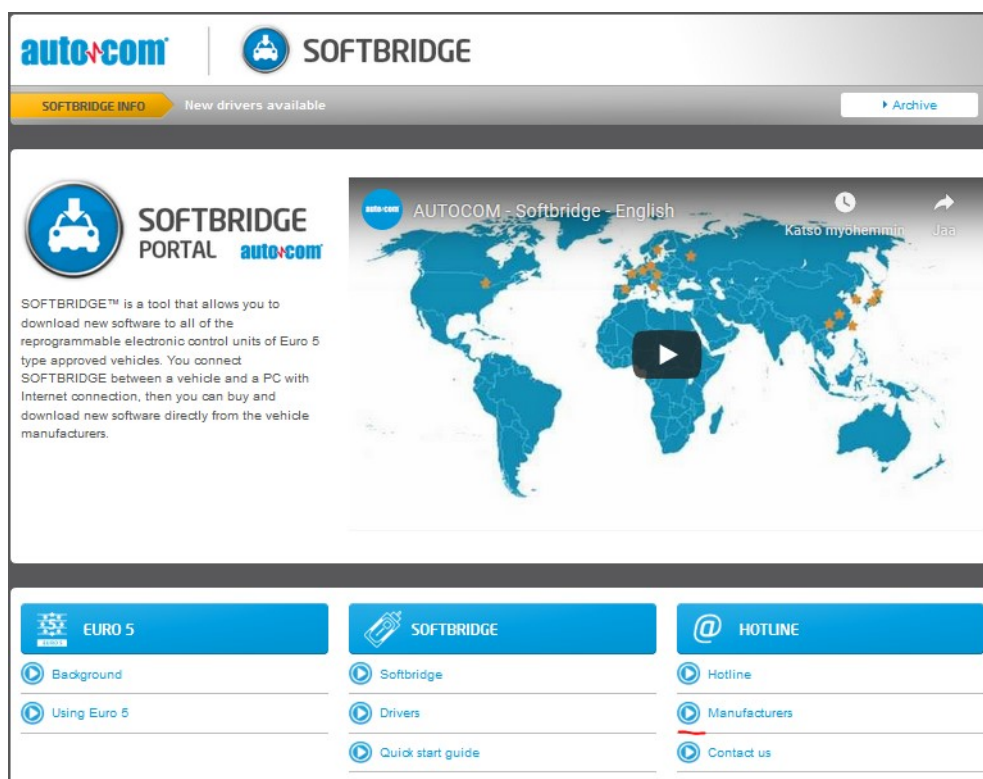 auto com
SOFTBRIDGE
SOFTBRIDGE INFO
New drivers available
Archive
SOFTBRIDGE
PORTAL auto com
SOFTBRIDGE™ is a tool that allows you to
download new software to all of the
reprogrammable electronic control units of Euro 5
type approved vehicles. You connect
SOFTBRIDGE between a vehicle and a PC with
Internet connection, then you can buy and
download new software directly from the vehicle
manufacturers.
auto com
AUTOCOM - Softbridge - English
Katso myöhemmin
Jaa
EURO 5
Background
Using Euro 5
SOFTBRIDGE
Softbridge
Drivers
Quick start guide
@ HOTLINE
Hotline
Manufacturers
Contact us